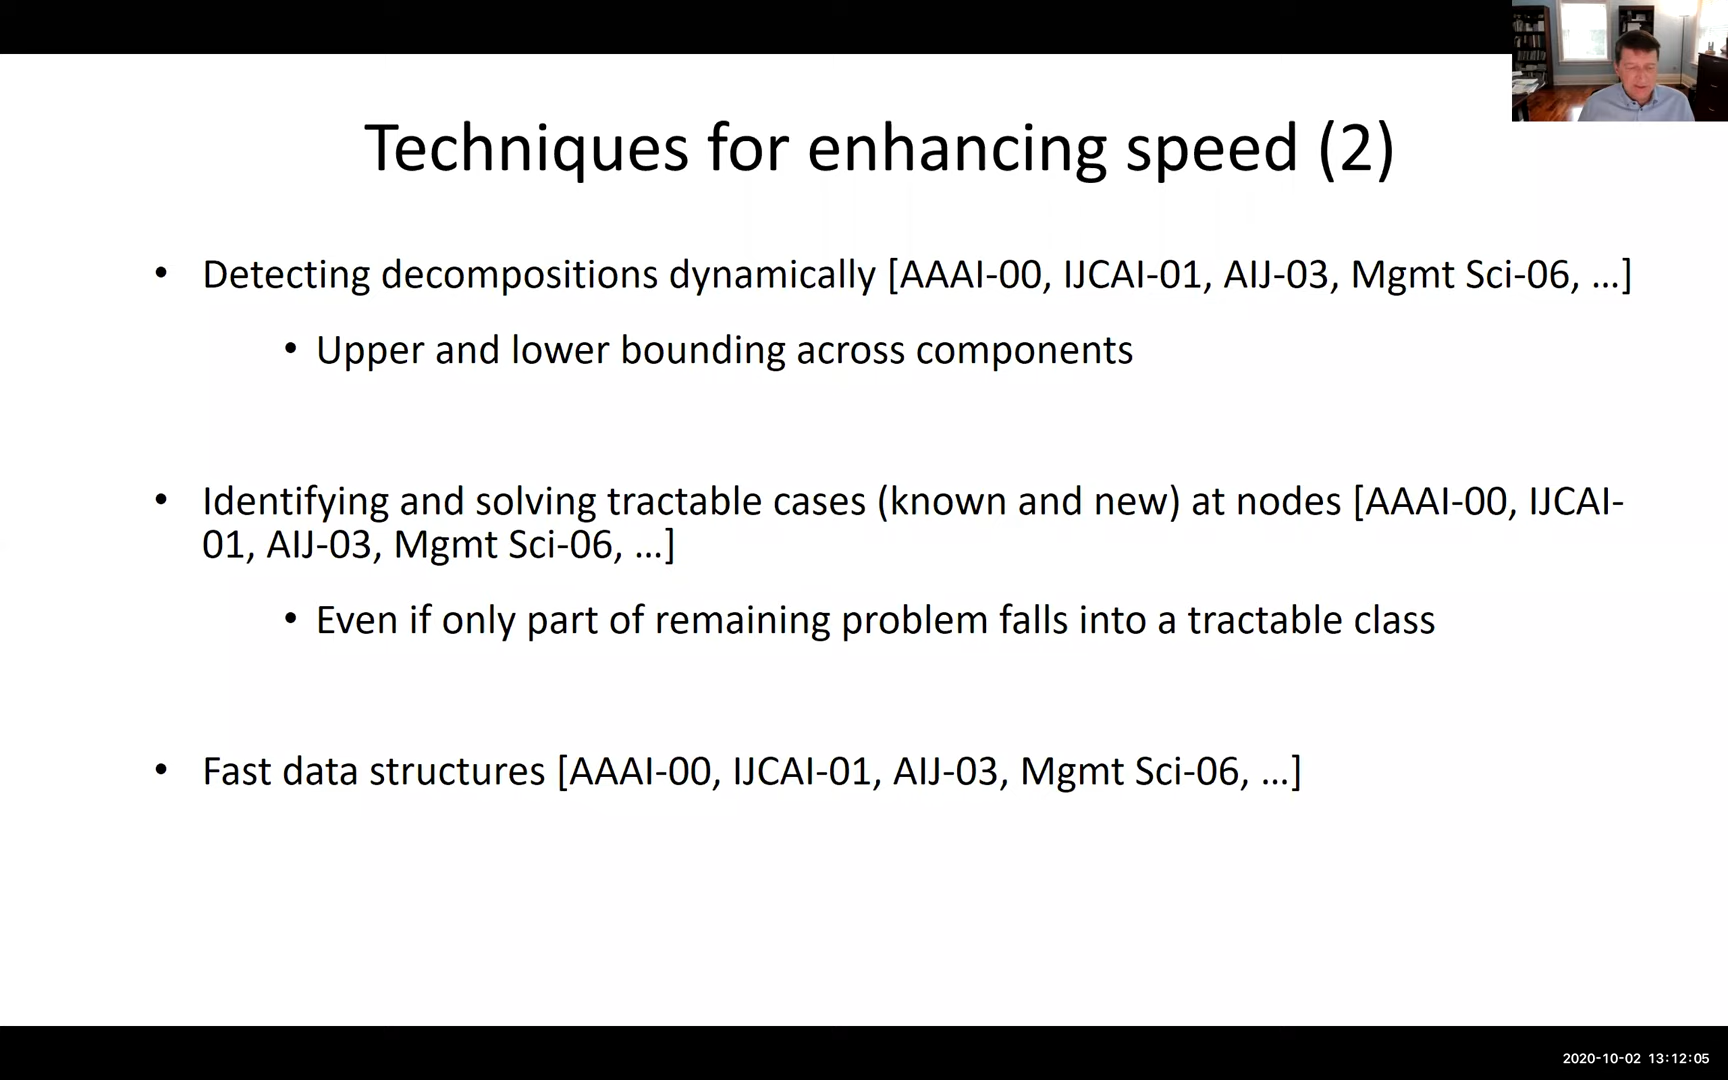 Techniques for enhancing speed (2)
• Detecting decompositions dynamically [AAAI-00, IJCAI-01, AIJ-03, Mgmt Sci-06, …]
• Upper and lower bounding across components
• Identifying and solving tractable cases (known and new) at nodes [AAAI-00, IJCAI-
01, AIJ-03, Mgmt Sci-06, …]
• Even if only part of remaining problem falls into a tractable class
• Fast data structures [AAAI-00, IJCAI-01, AIJ-03, Mgmt Sci-06, …]
2020-10-02 13:12:05